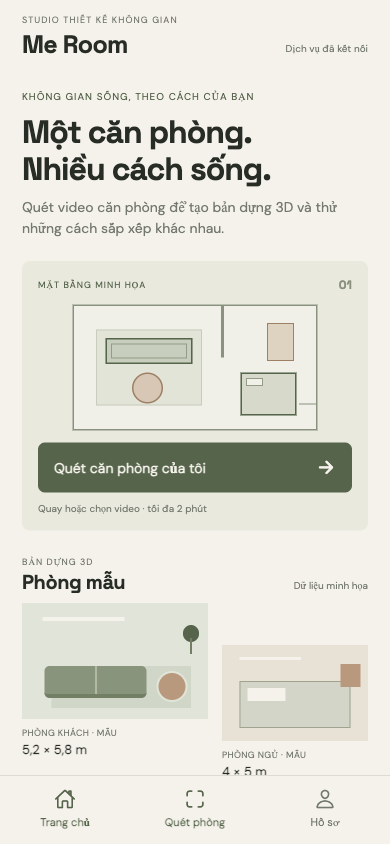 STUDIO THIẾT KẾ KHÔNG GIAN
Me Room
Dịch vụ đã kết nối
KHÔNG GIAN SỐNG, THEO CÁCH CỦA BẠN
Một căn phòng.
Nhiều cách sống.
Quét video căn phòng để tạo bản dựng 3D và thử
những cách sắp xếp khác nhau.
MẶT BẰNG MINH HỌA
01
Quét căn phòng của tôi
Quay hoặc chọn video · tối đa 2 phút
BẢN DỰNG 3D
Phòng mẫu
Dữ liệu minh họa
PHÒNG KHÁCH · MẪU
5,2 × 5,8 m
PHÒNG NGỦ · MẪU
4 × 5 m
Trang chủ
Quét phòng
Hồ sơ